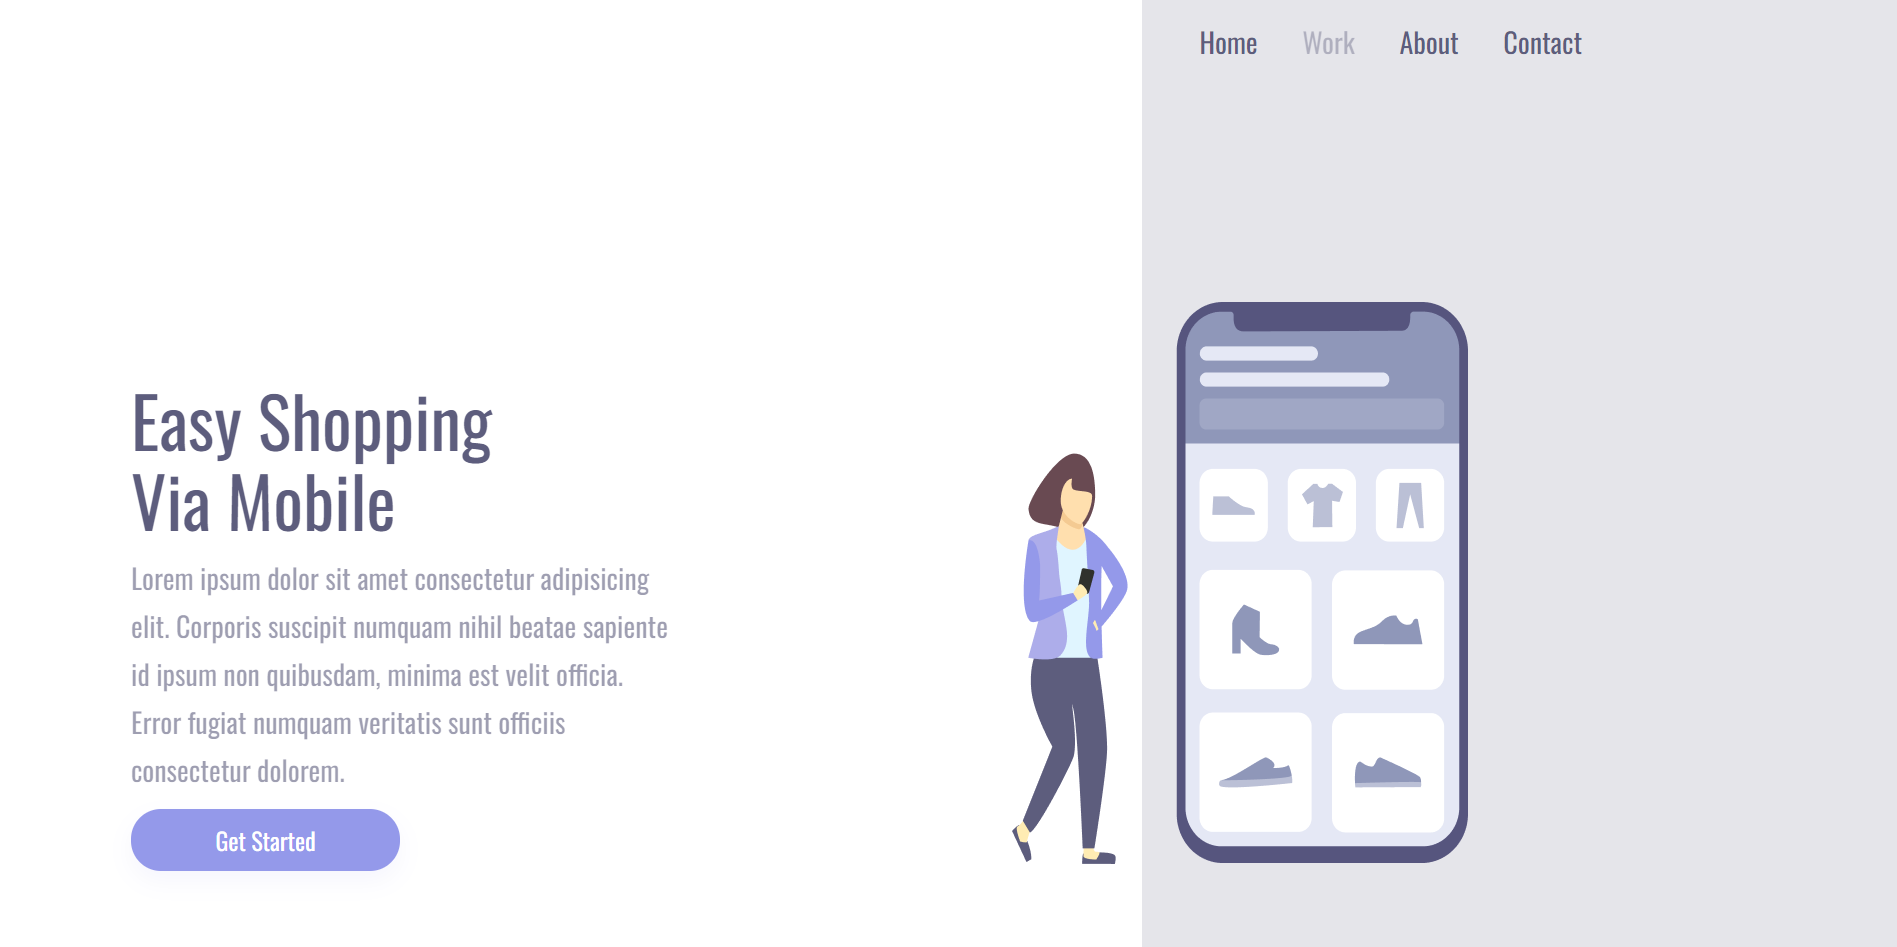 Home Work About Contact
Easy Shopping
Via Mobile
Lorem ipsum dolor sit amet consectetur adipisicing
elit. Corporis suscipit numquam nihil beatae sapiente
id ipsum non quibusdam, minima est velit officia.
Error fugiat numquam veritatis sunt officiis
consectetur dolorem.
Get Started